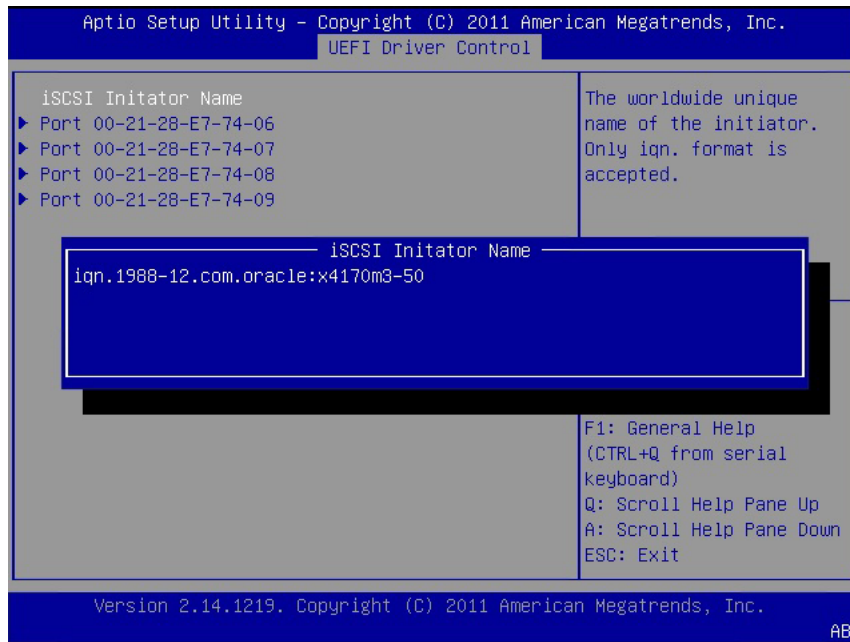 Aptio Setup Utility – Copyright (C) 2011 American Megatrends, Inc.
UEFI Driver Control
iSCSI Initator Name
Port 00-21-28-E7-74-06
Port 00-21-28-E7-74-07
Port 00-21-28-E7-74-08
Port 00-21-28-E7-74-09
The worldwide unique
name of the initiator.
Only iqn. format is
accepted.
iSCSI Initator Name
iqn.1988-12.com.oracle:x4170m3-50
F1: General Help
(CTRL+Q from serial
keyboard)
Q: Scroll Help Pane Up
A: Scroll Help Pane Down
ESC: Exit
Version 2.14.1219. Copyright (C) 2011 American Megatrends, Inc.
AB